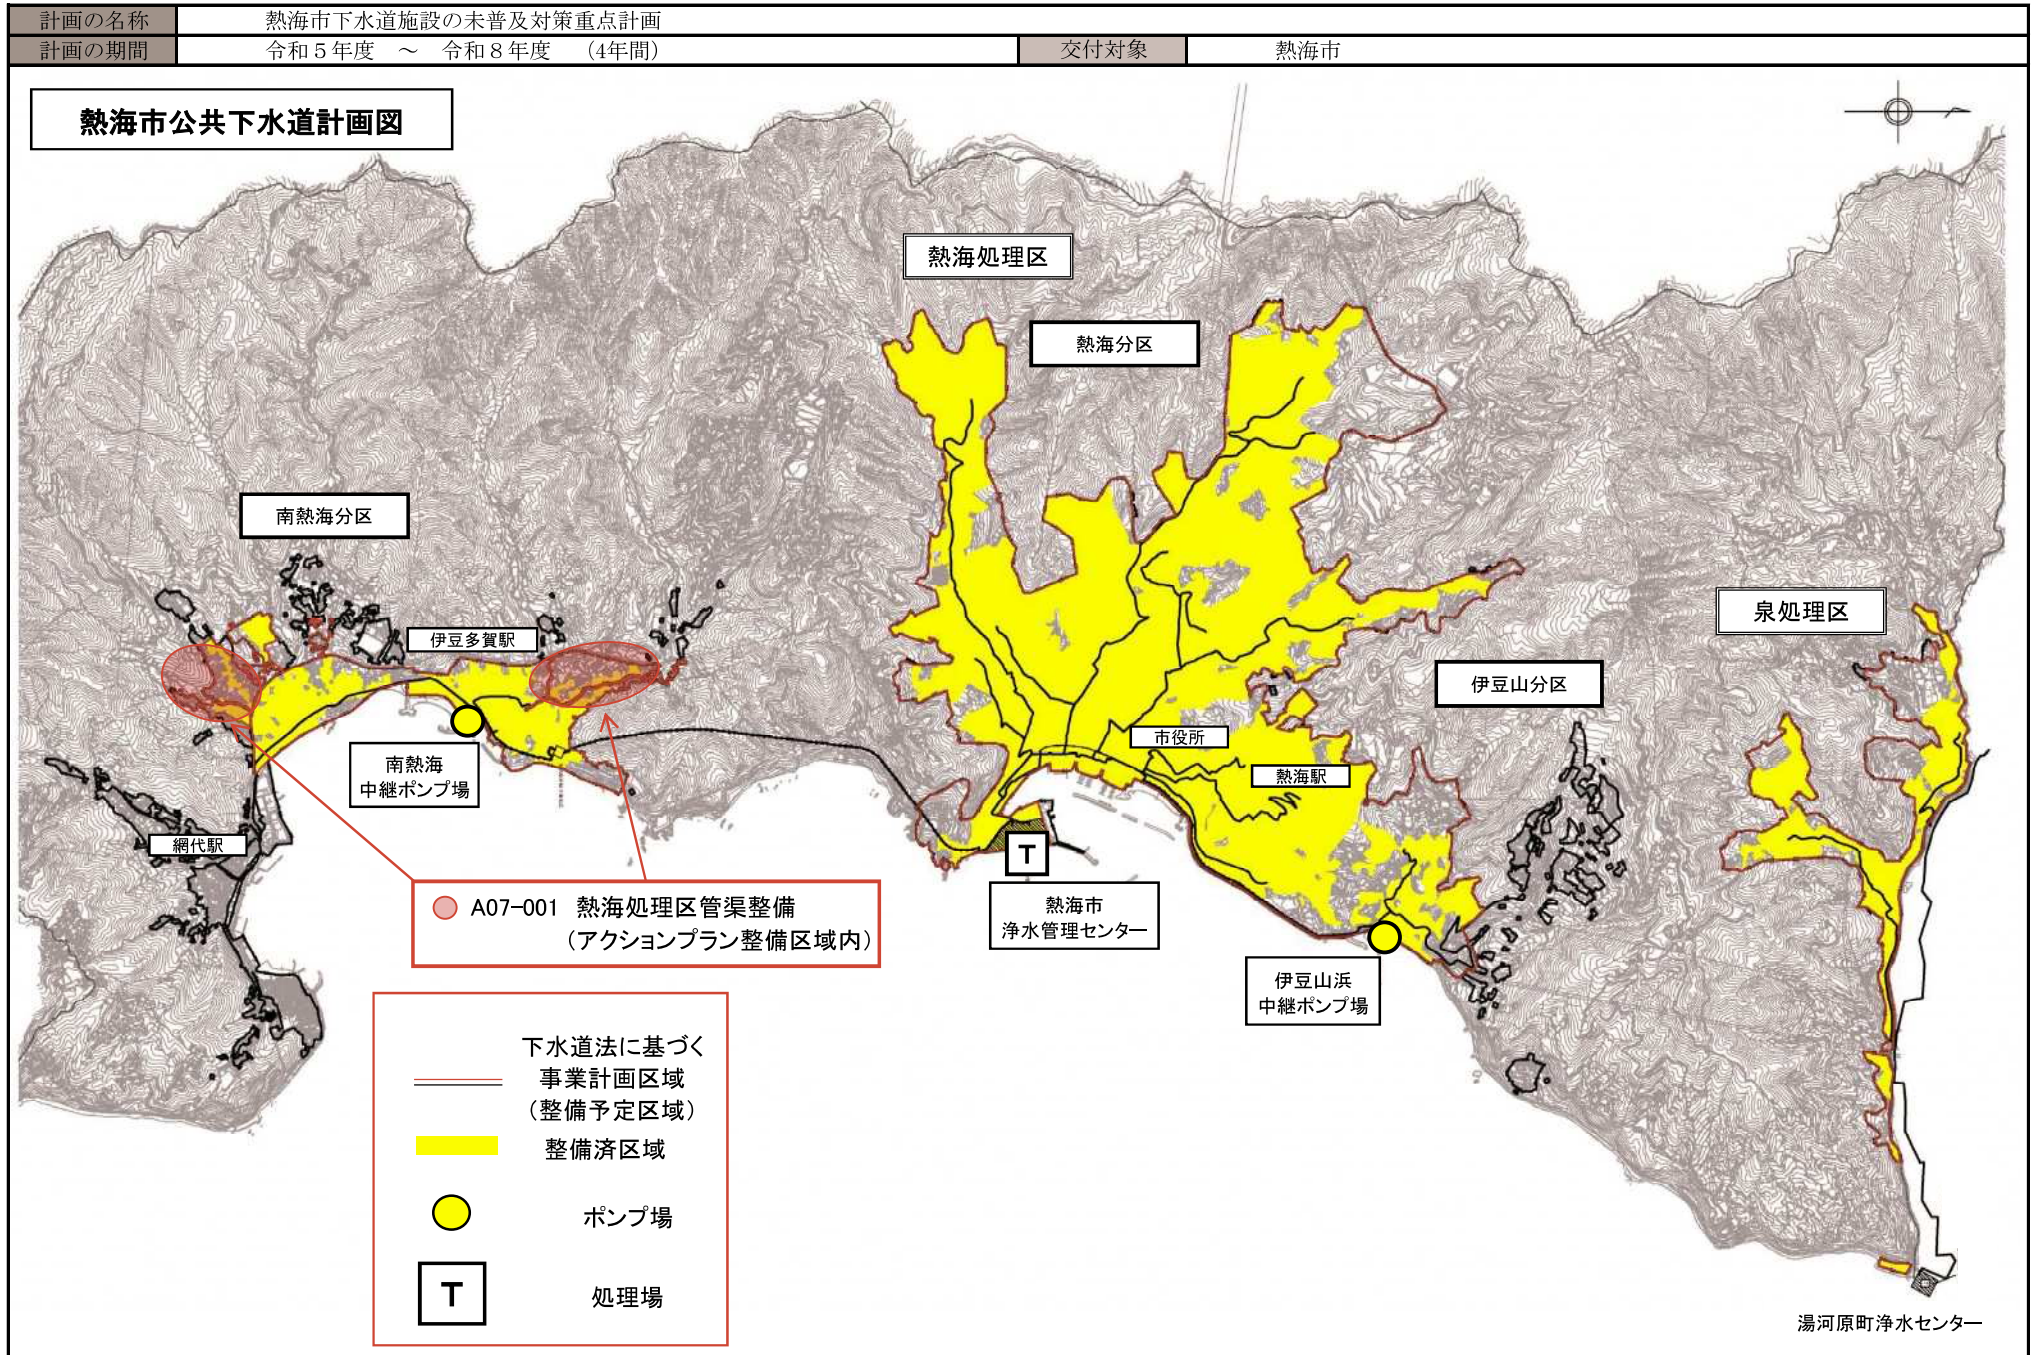 計画の名称 熱海市下水道施設の未普及対策重点計画
計画の期間 令和５年度 ～ 令和８年度 （4年間） 交付対象 熱海市
熱海市公共下水道計画図
熱海処理区
熱海分区
南熱海分区
伊豆多賀駅
泉処理区
伊豆山分区
市役所
熱海駅
南熱海
中継ポンプ場
網代駅
T
A07-001 熱海処理区管渠整備
（アクションプラン整備区域内）
熱海市
浄水管理センター
伊豆山浜
中継ポンプ場
下水道法に基づく
事業計画区域
（整備予定区域）
整備済区域
ポンプ場
T 処理場
湯河原町浄水センター